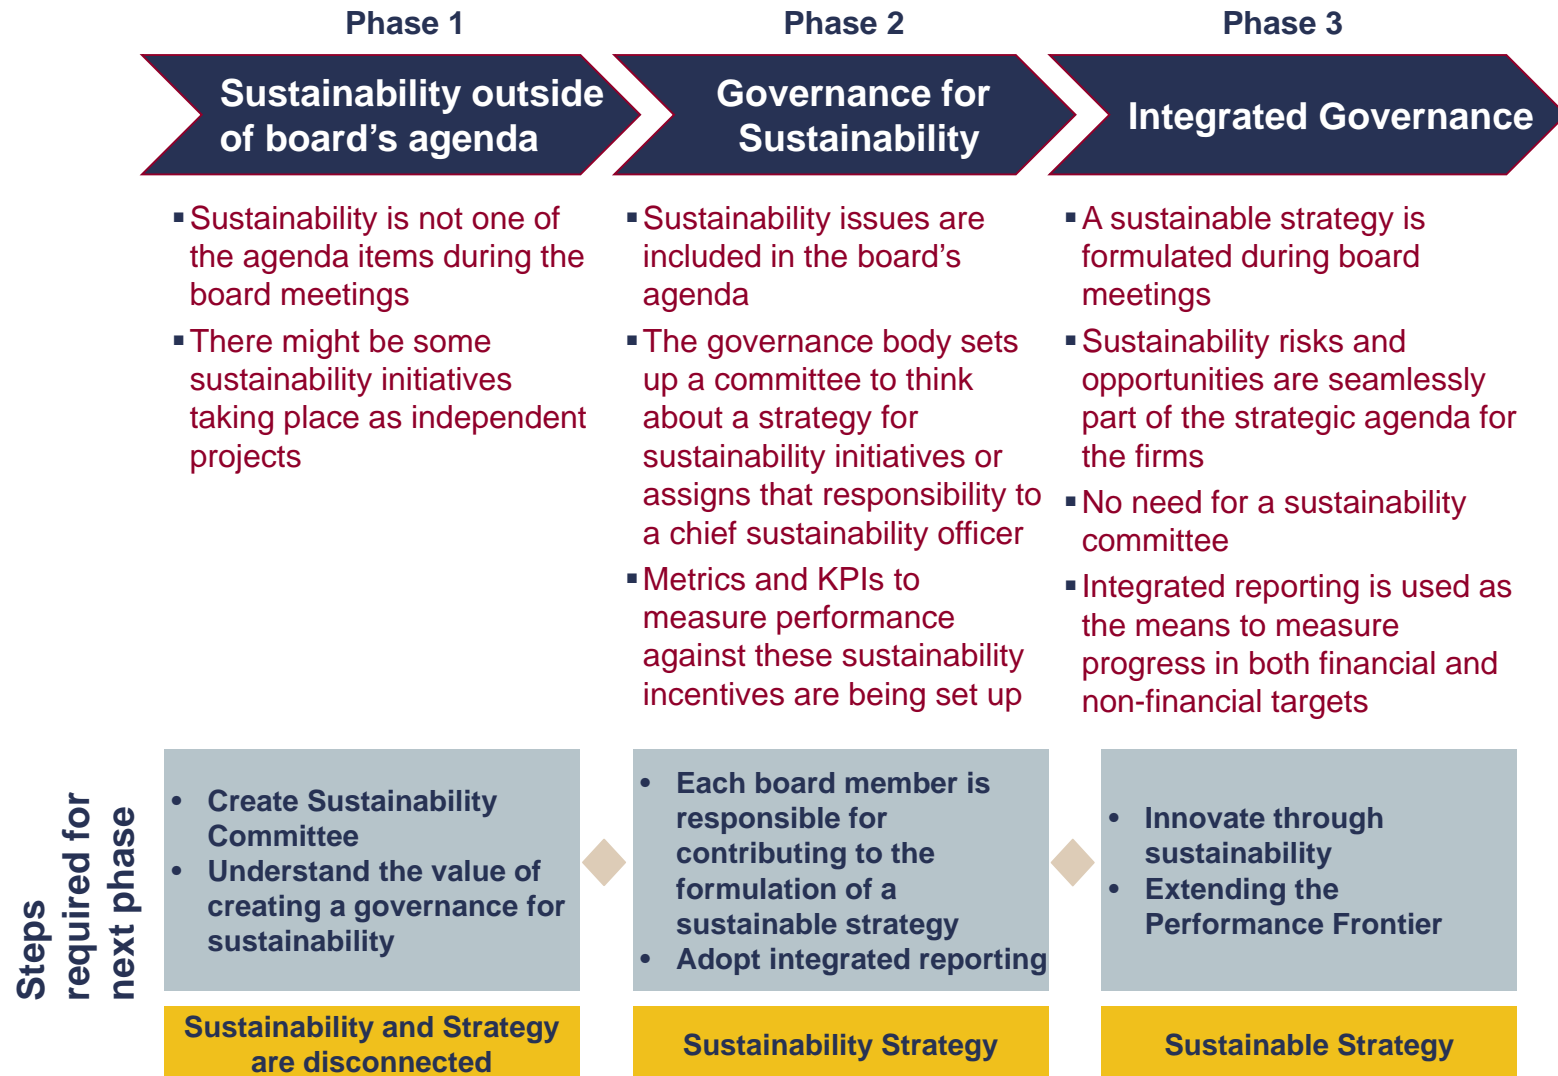 Phase 1
Phase 2
Phase 3
Sustainability outside
of board’s agenda
Governance for
Sustainability
Integrated Governance
▪Sustainability is not one of
the agenda items during the
board meetings
▪There might be some
sustainability initiatives
taking place as independent
projects
▪Sustainability issues are
included in the board’s
agenda
▪The governance body sets
up a committee to think
about a strategy for
sustainability initiatives or
assigns that responsibility to
a chief sustainability officer
▪Metrics and KPIs to
measure performance
against these sustainability
incentives are being set up
▪A sustainable strategy is
formulated during board
meetings
▪Sustainability risks and
opportunities are seamlessly
part of the strategic agenda for
the firms
▪No need for a sustainability
committee
▪Integrated reporting is used as
the means to measure
progress in both financial and
non-financial targets
Steps
required for
next phase
• Create Sustainability
Committee
• Understand the value of
creating a governance for
sustainability
• Each board member is
responsible for
contributing to the
formulation of a
sustainable strategy
• Adopt integrated reporting
• Innovate through
sustainability
• Extending the
Performance Frontier
Sustainability and Strategy
are disconnected
Sustainability Strategy
Sustainable Strategy